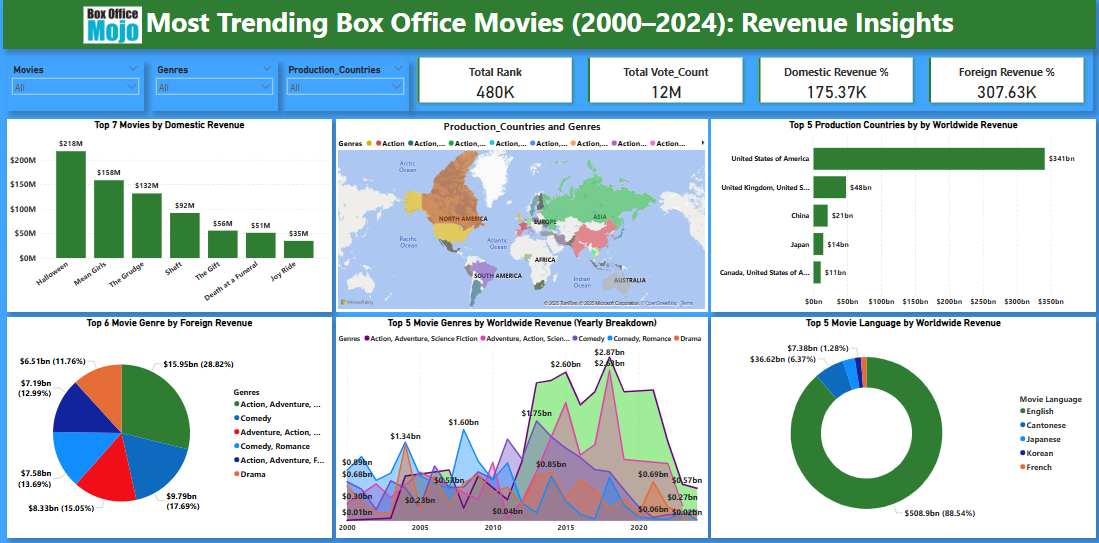 Box Office
Mojo
Most Trending Box Office Movies (2000–2024): Revenue Insights
Movies
All
Genres
All
Production_Countries
All
Total Rank
480K
Total Vote_Count
12M
Domestic Revenue %
175.37K
Foreign Revenue %
307.63K
Top 7 Movies by Domestic Revenue
$200M
$150M
$100M
$50M
$0M
$218M
$158M
$132M
$92M
$56M
$51M
$35M
Halloween
Mean Girls
The Grudge
Shaft
The Gift
Death at a Funeral
Joy Ride
Production_Countries and Genres
Genres
Action
Action,...
Action,...
Action,...
Action,...
Action,...
Action,...
Action...
Arctic
Ocean
NORTH AMERICA
EUROPE
ASIA
Pacific
Ocean
Atlantic
Ocean
AFRICA
SOUTH AMERICA
Indian
Ocean
AUSTRALIA
Microsoft Bing
© 2025 TomTom, © 2025 Microsoft Corporation, © OpenStreetMap Terms
Top 5 Production Countries by by Worldwide Revenue
United States of America
$341bn
United Kingdom, United S...
$48bn
China
$21bn
Japan
$14bn
Canada, United States of A...
$11bn
$0bn $50bn $100bn $150bn $200bn $250bn $300bn $350bn
Top 6 Movie Genre by Foreign Revenue
$15.95bn (28.82%)
$9.79bn
(17.69%)
$8.33bn (15.05%)
$7.58bn
(13.69%)
$7.19bn
(12.99%)
$6.51bn (11.76%)
Genres
Action, Adventure, ...
Comedy
Adventure, Action, ...
Comedy, Romance
Action, Adventure, F...
Drama
Top 5 Movie Genres by Worldwide Revenue (Yearly Breakdown)
Genres
Action, Adventure, Science Fiction
Adventure, Action, Scien...
Comedy
Comedy, Romance
Drama
$0.89bn
$0.68bn
$0.30bn
$0.01bn
$1.34bn
$0.23bn
$1.60bn
$0.04bn
$1.75bn
$0.85bn
$2.60bn
$2.87bn
$0.69bn
$0.06bn
$0.57bn
$0.27bn
$0.02bn
2000 2005 2010 2015 2020
Top 5 Movie Language by Worldwide Revenue
$7.38bn (1.28%)
$36.62bn (6.37%)
$508.9bn (88.54%)
Movie Language
English
Cantonese
Japanese
Korean
French